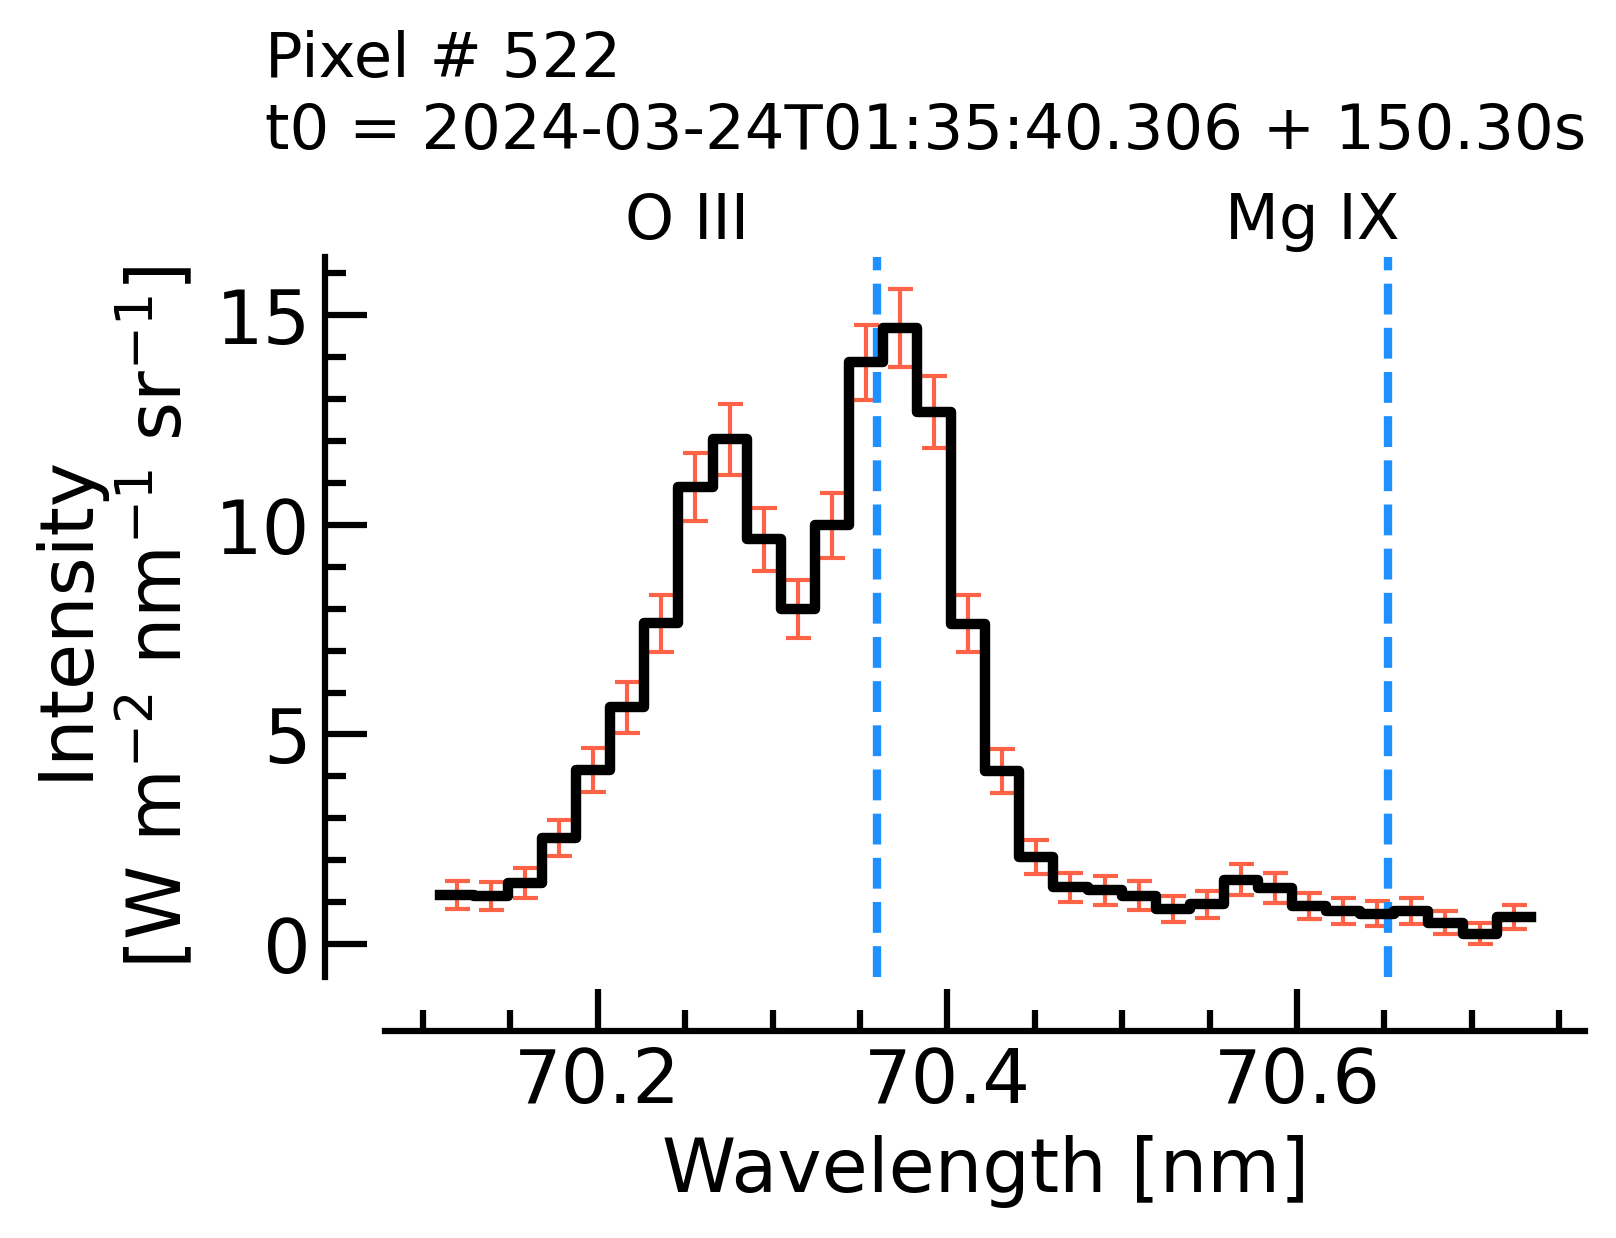 Pixel # 522
t0 = 2024-03-24T01:35:40.306 + 150.30s
O III
Mg IX
Intensity
[W m⁻² nm⁻¹ sr⁻¹]
15
10
5
0
70.2
70.4
70.6
Wavelength [nm]